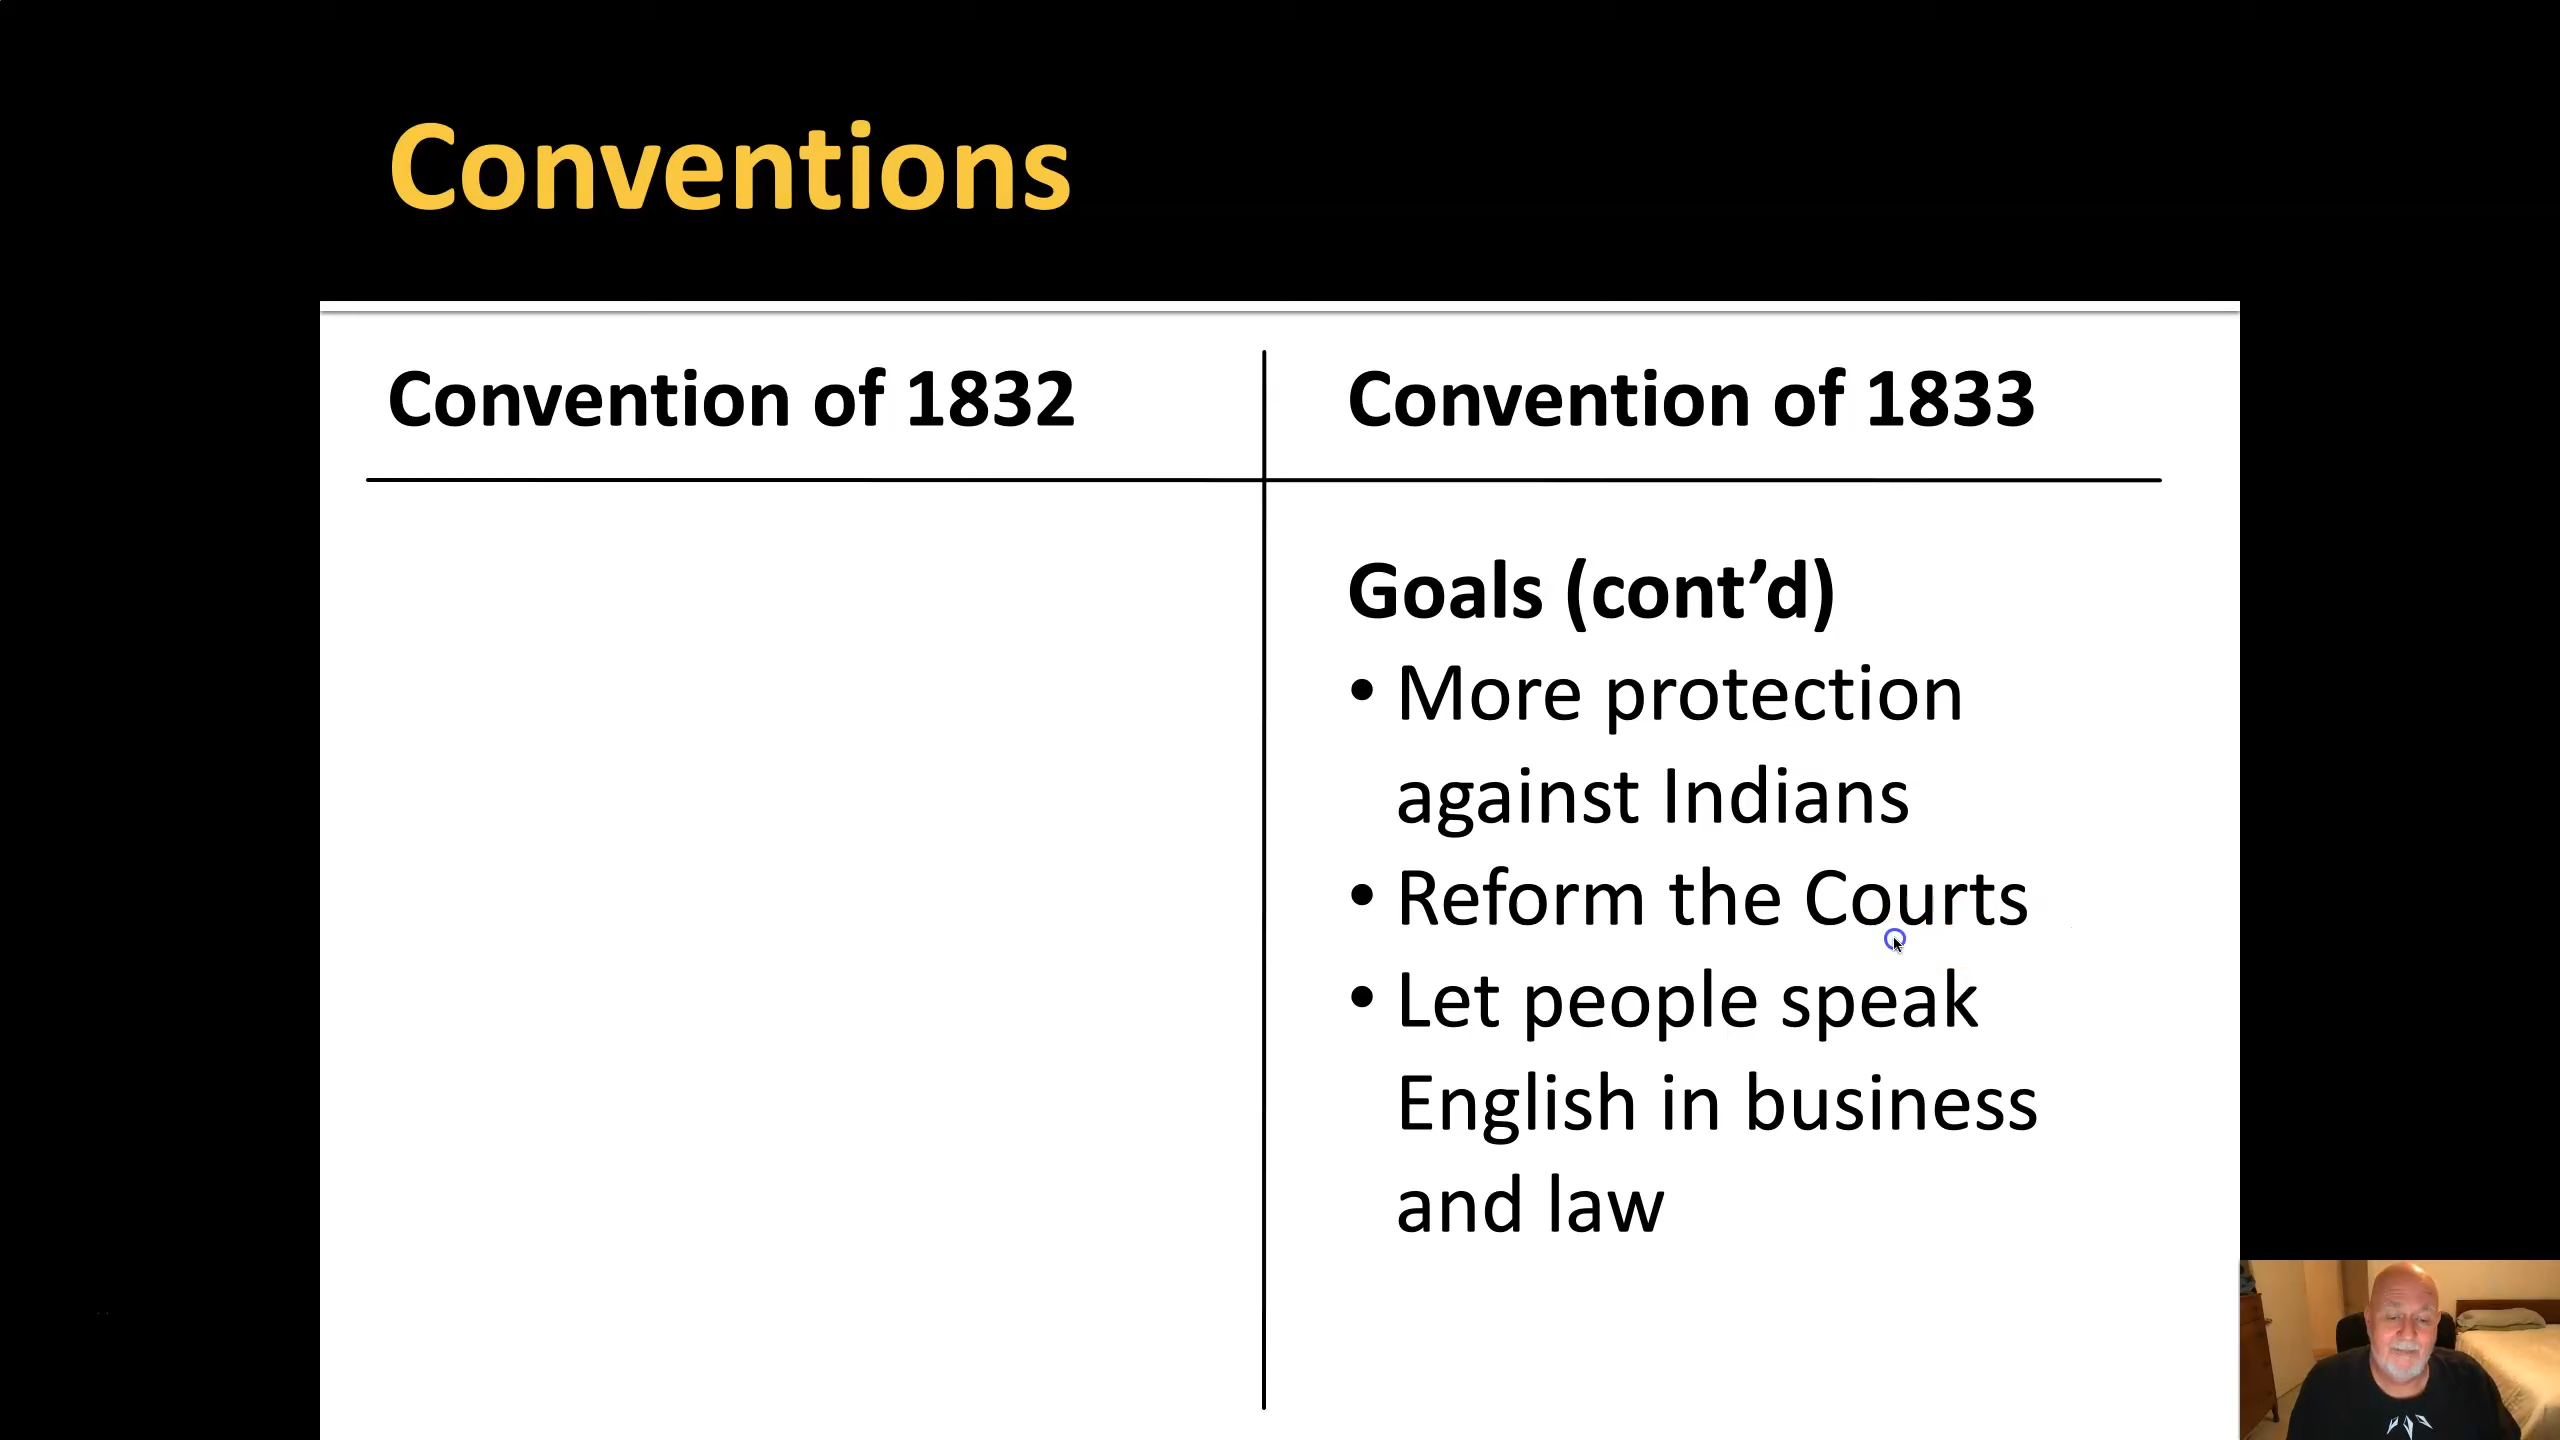 Conventions
Convention of 1832
Convention of 1833
Goals (cont’d)
• More protection
against Indians
• Reform the Courts
• Let people speak
English in business
and law